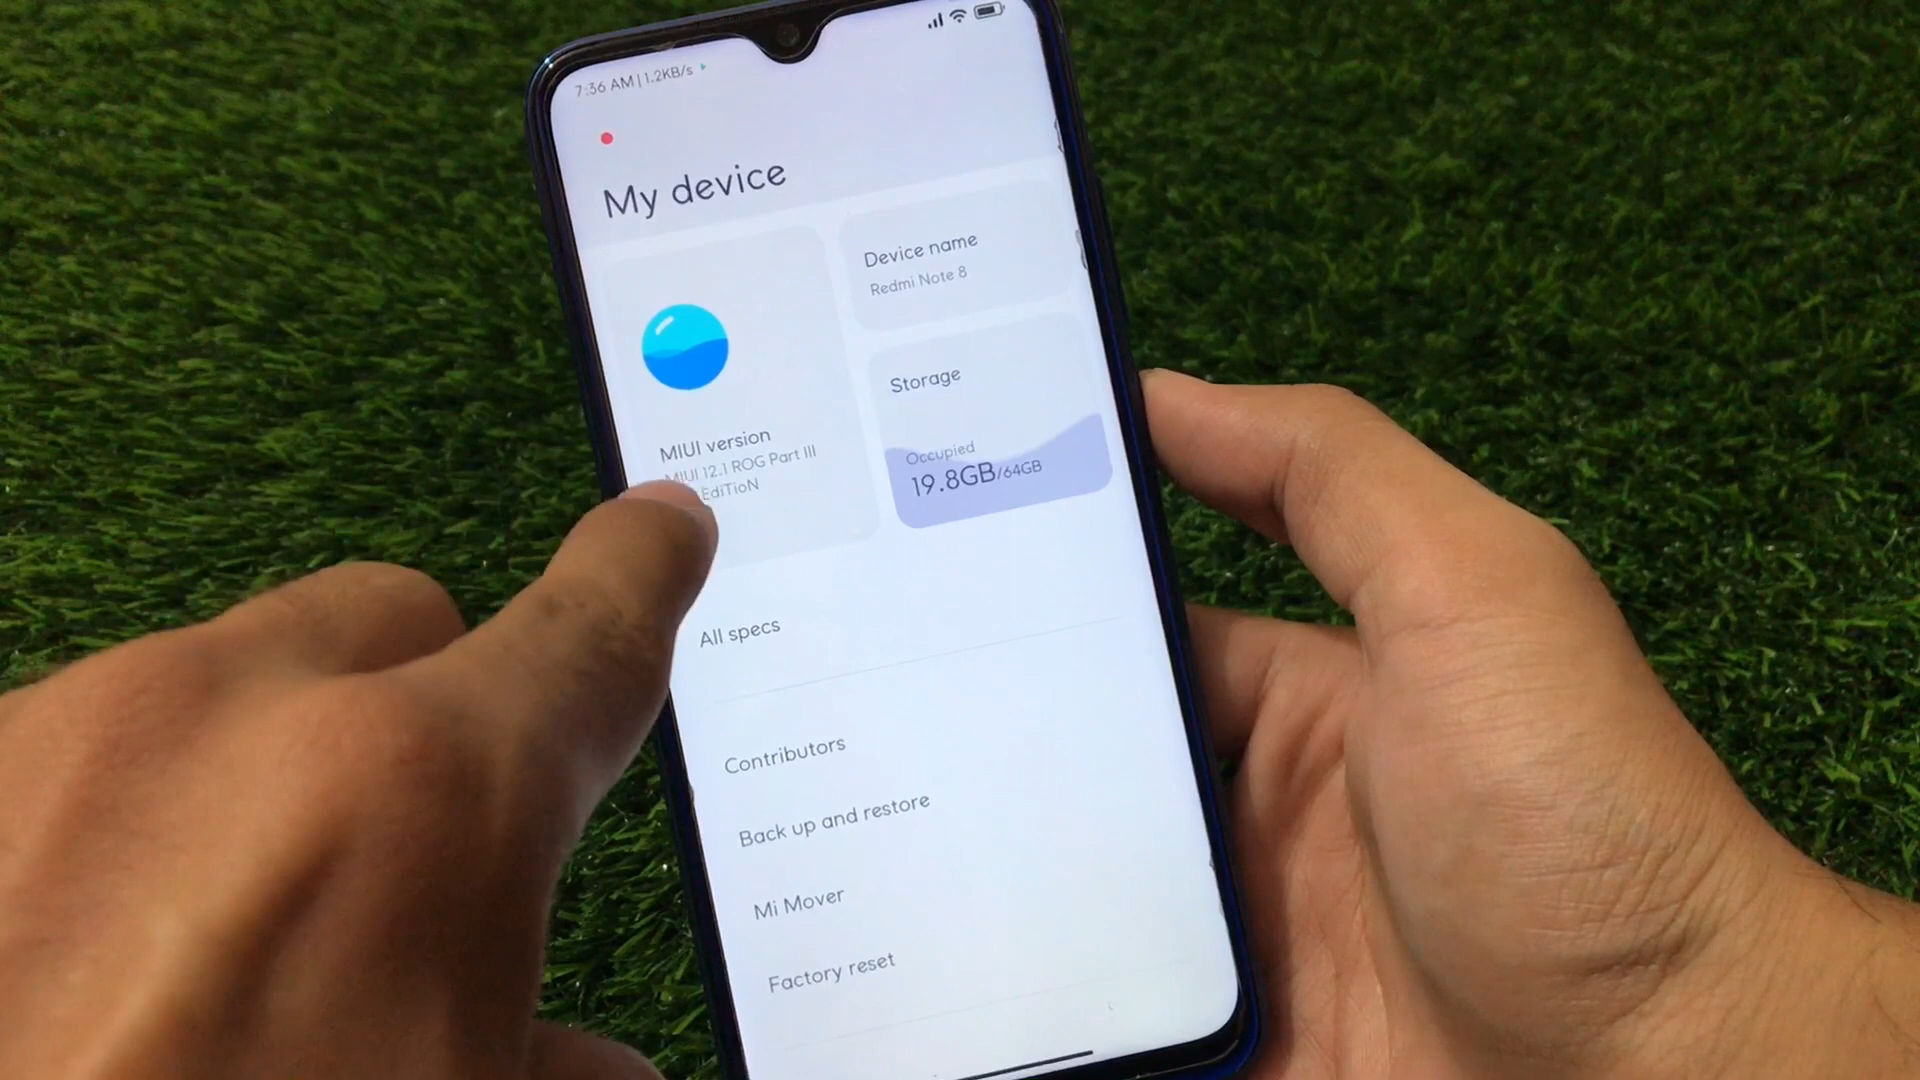 7:36 AM | 1.2KB/s
My device
MIUI version
MIUI 12.1 ROG Part III
EdiTioN
Device name
Redmi Note 8
Storage
Occupied
19.8GB/64GB
All specs
Contributors
Back up and restore
Mi Mover
Factory reset